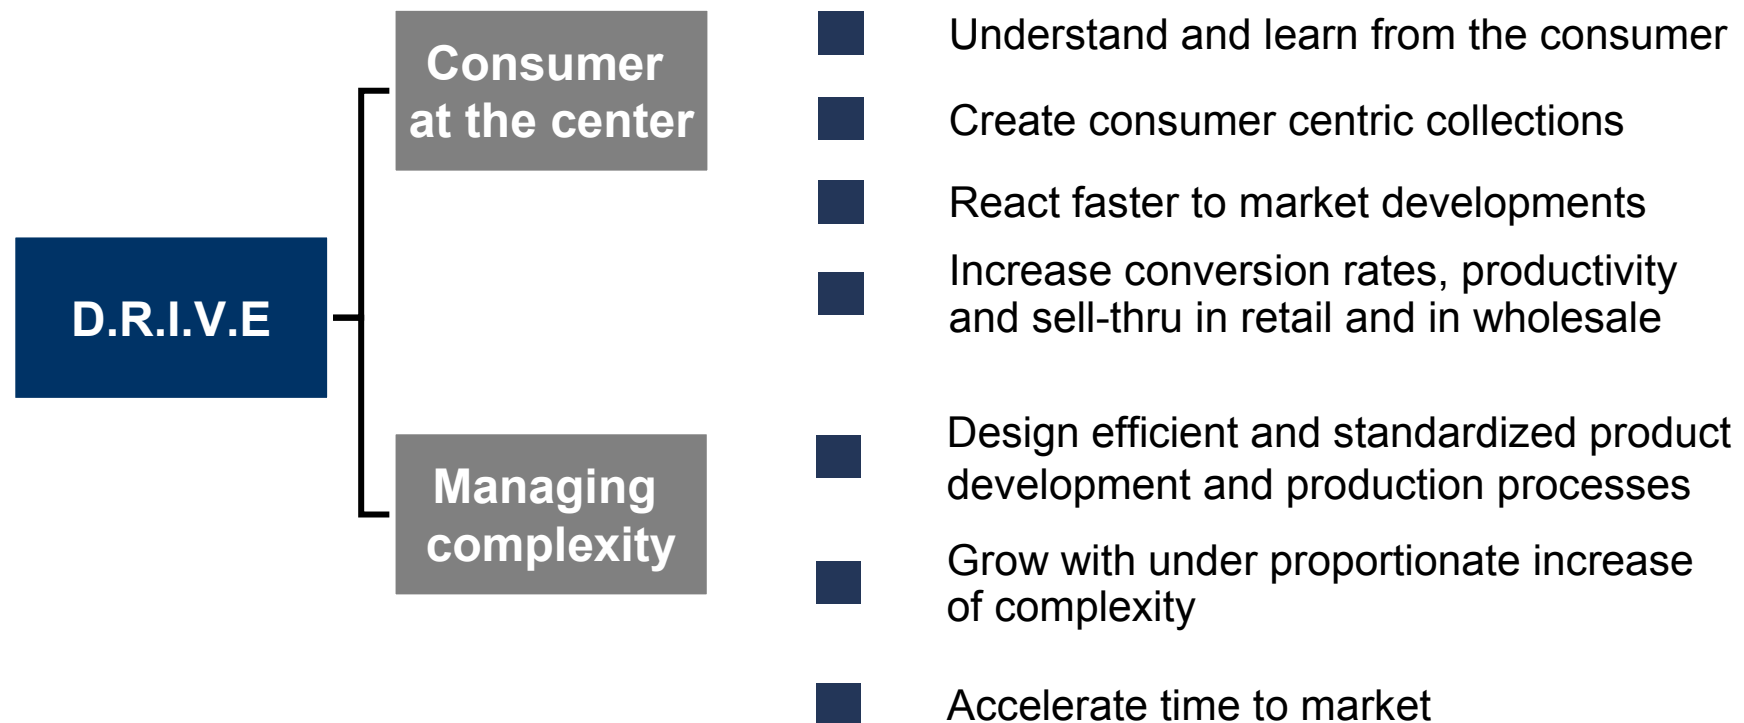 D.R.I.V.E
Consumer
at the center
Understand and learn from the consumer
Create consumer centric collections
React faster to market developments
Increase conversion rates, productivity
and sell-thru in retail and in wholesale
Managing
complexity
Design efficient and standardized product
development and production processes
Grow with under proportionate increase
of complexity
Accelerate time to market